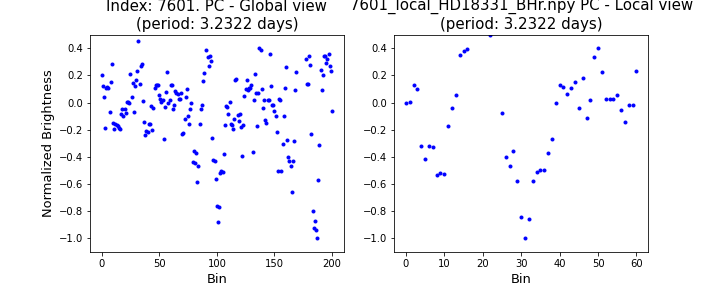 Index: 7601. PC - Global view
(period: 3.2322 days)
7601_local_HD18331_BHr.npy PC - Local view
(period: 3.2322 days)
Normalized Brightness
0.4
0.2
0.0
−0.2
−0.4
−0.6
−0.8
−1.0
0 50 100 150 200
Bin
0.4
0.2
0.0
−0.2
−0.4
−0.6
−0.8
−1.0
0 10 20 30 40 50 60
Bin